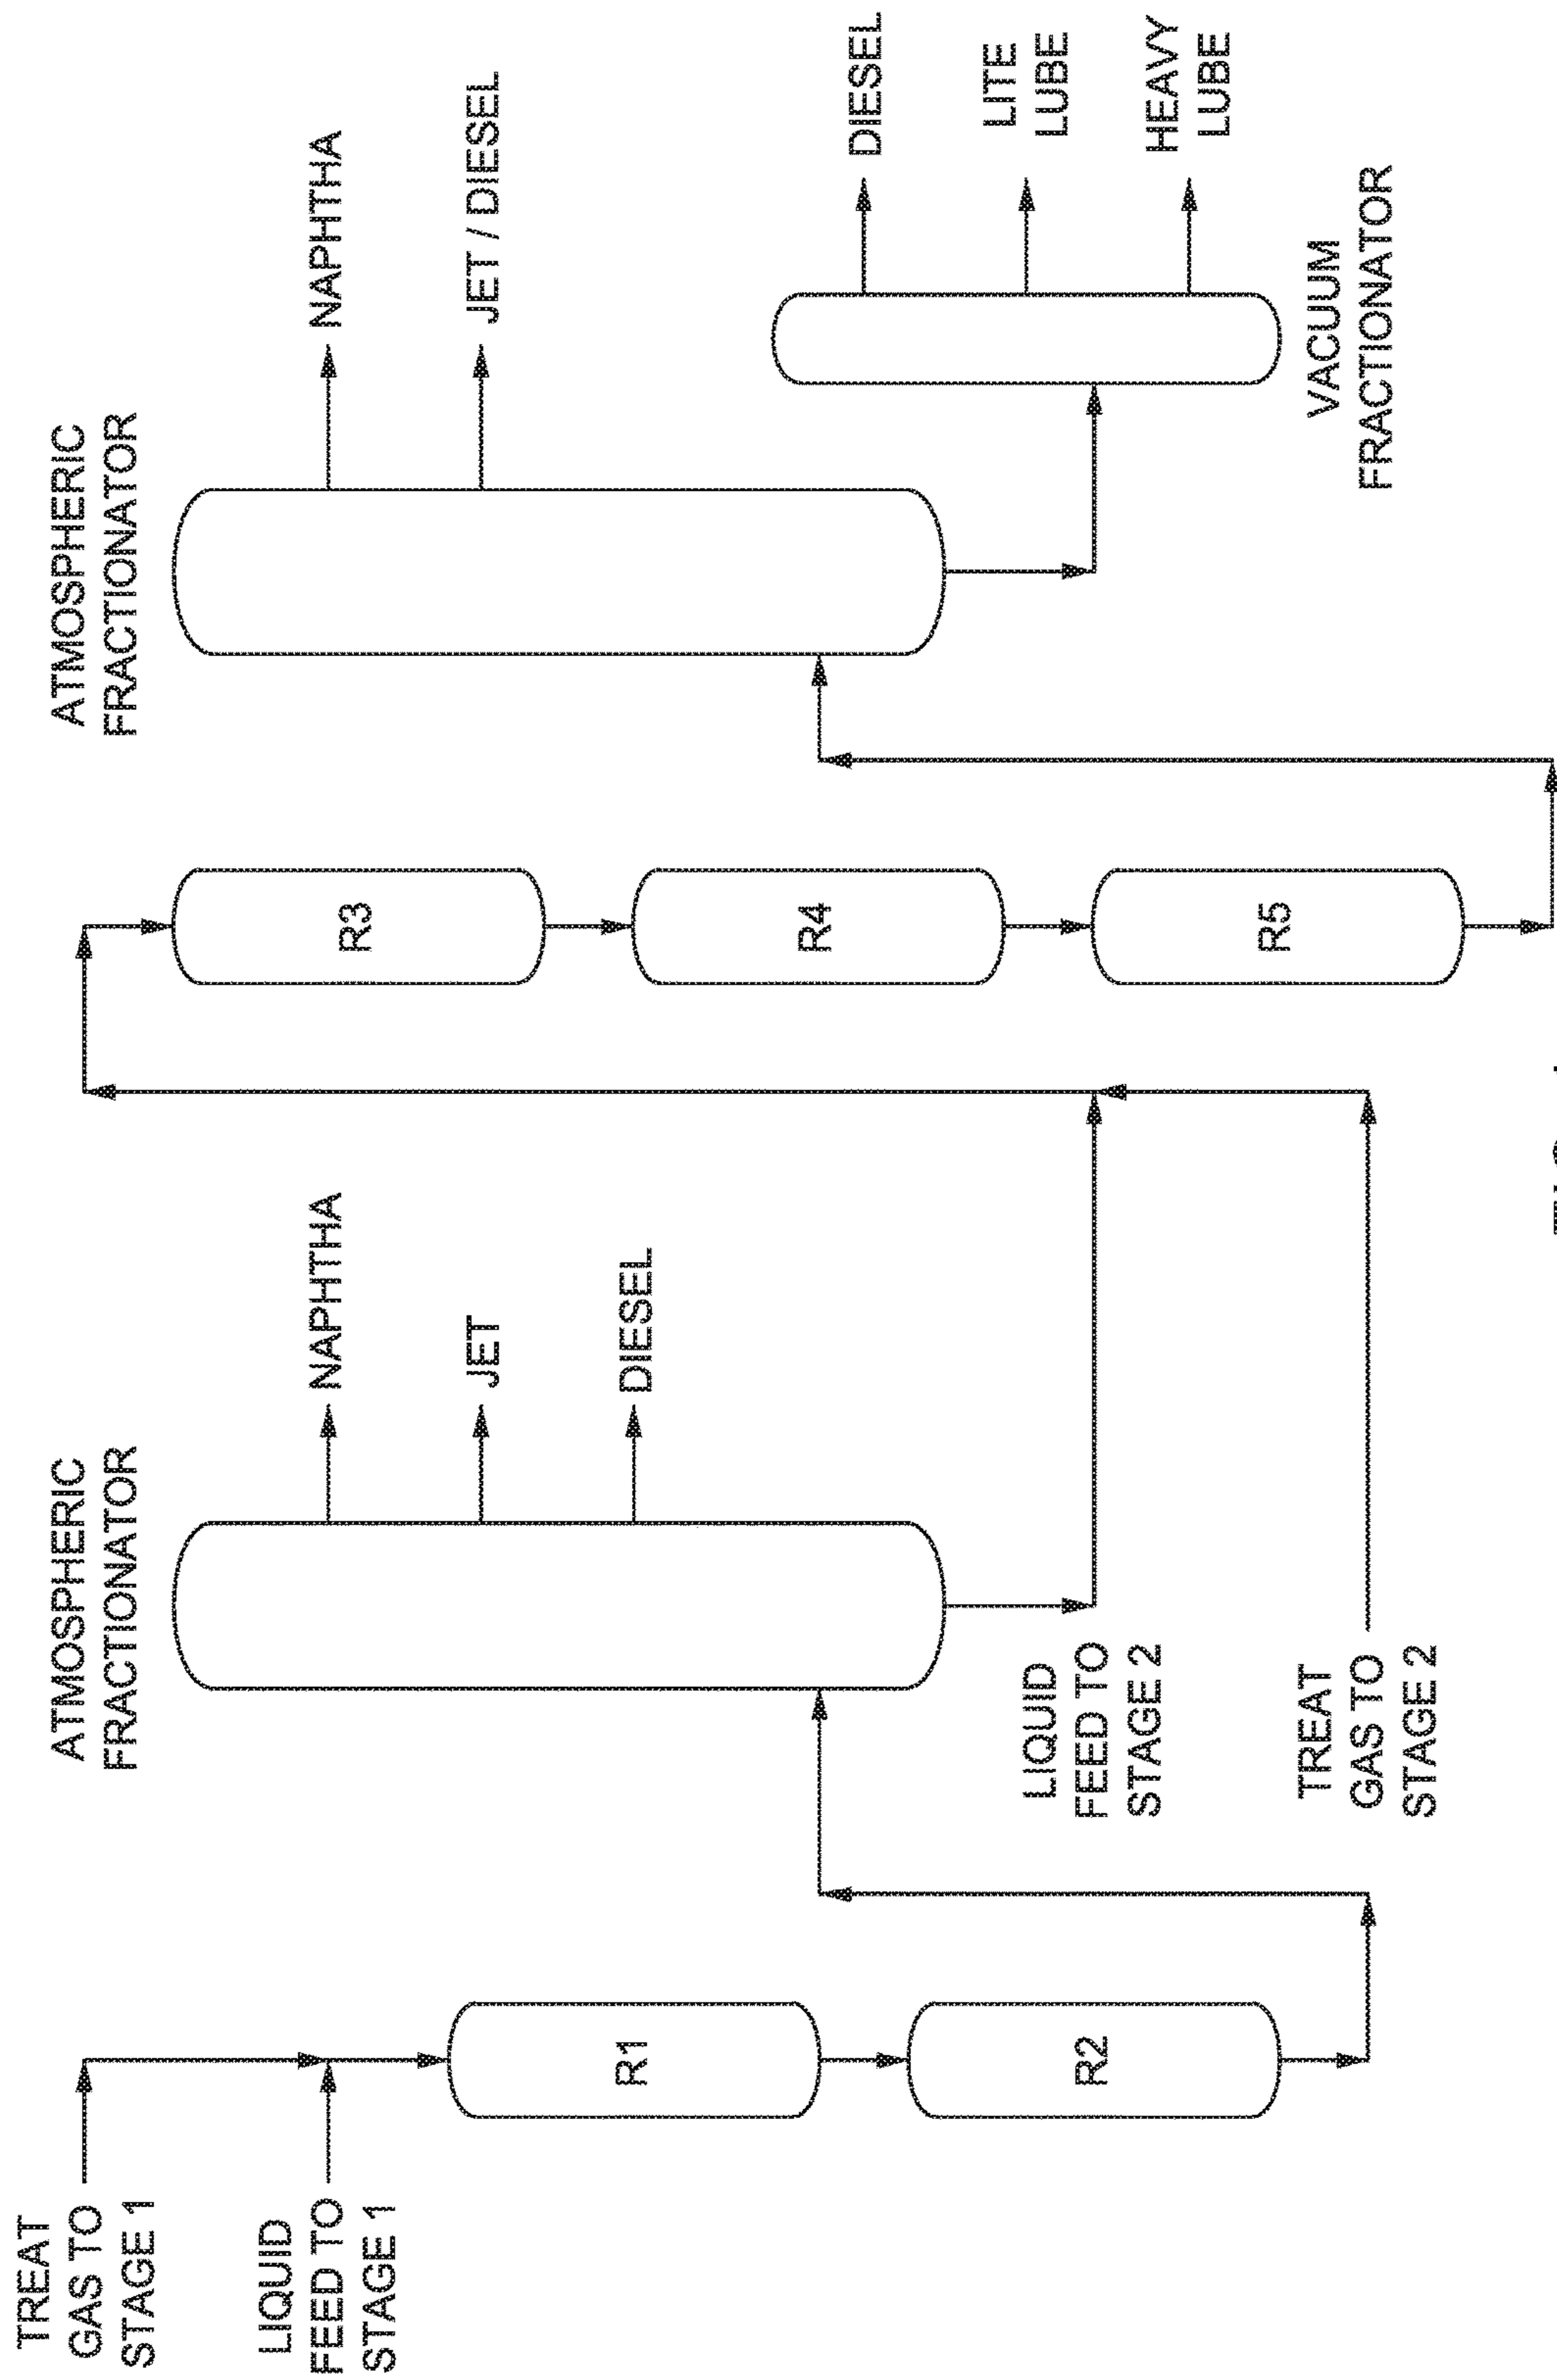 TREAT
GAS TO
STAGE 1
LIQUID
FEED TO
STAGE 1
R1
R2
ATMOSPHERIC
FRACTIONATOR
NAPHTHA
JET
DIESEL
LIQUID
FEED TO
STAGE 2
TREAT
GAS TO
STAGE 2
R3
R4
R5
ATMOSPHERIC
FRACTIONATOR
NAPHTHA
JET / DIESEL
DIESEL
LITE
LUBE
HEAVY
LUBE
VACUUM
FRACTIONATOR